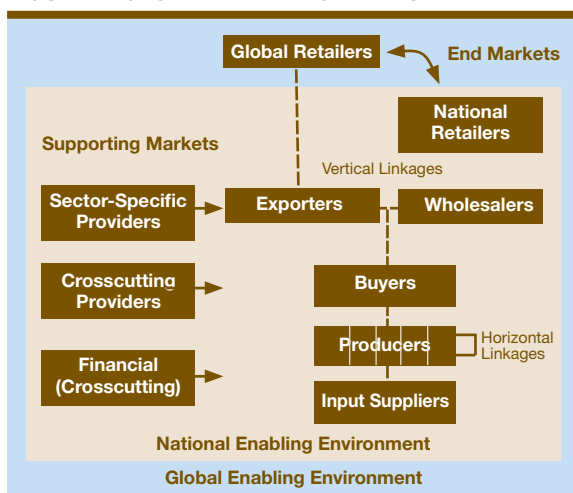 Global Retailers
End Markets
National
Retailers
Supporting Markets
Vertical Linkages
Sector-Specific
Providers
Exporters
Wholesalers
Crosscutting
Providers
Buyers
Producers
Horizontal
Linkages
Financial
(Crosscutting)
Input Suppliers
National Enabling Environment
Global Enabling Environment